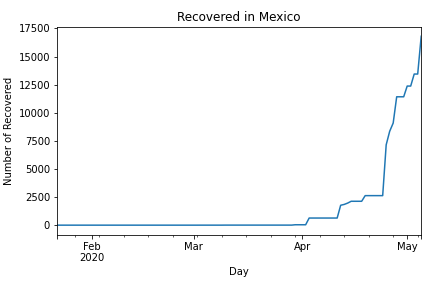 Recovered in Mexico
Number of Recovered
17500
15000
12500
10000
7500
5000
2500
0
Feb
2020
Mar
Apr
May
Day